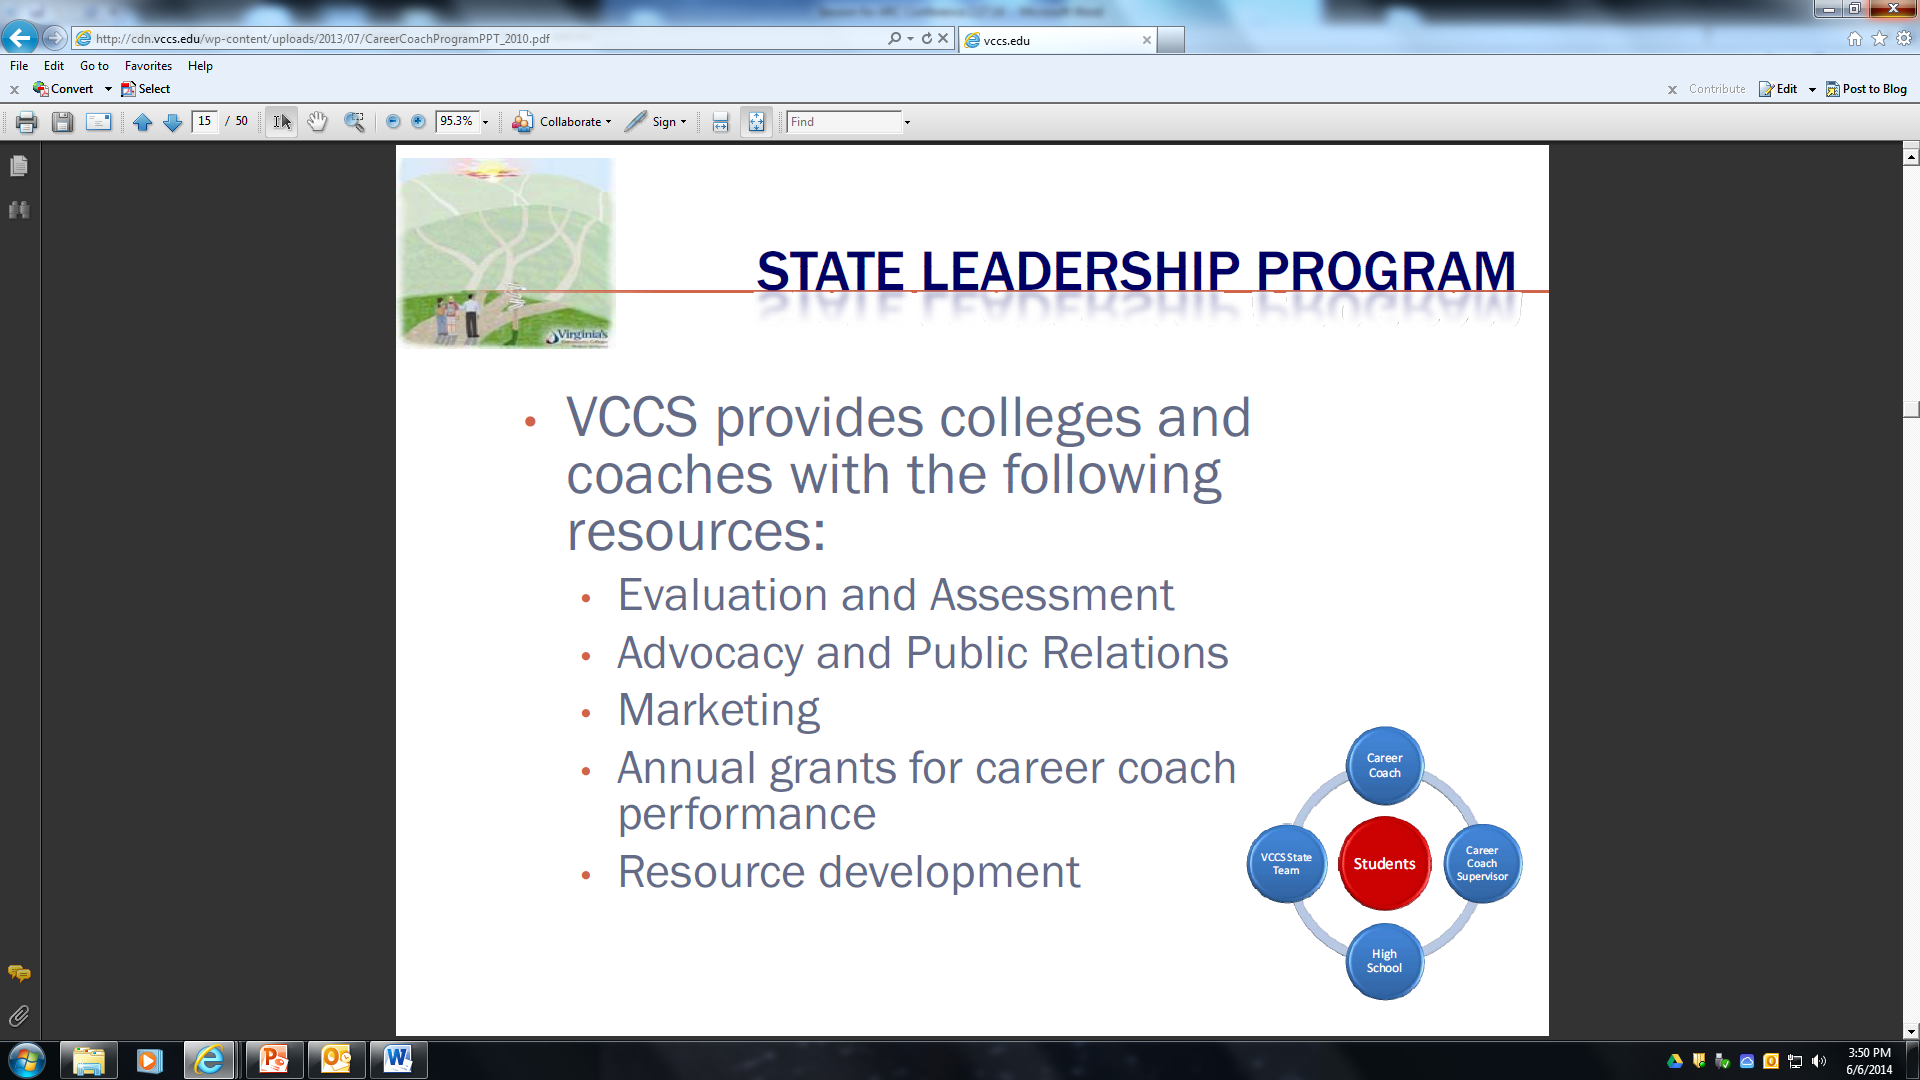 http://cdn.vccs.edu/wp-content/uploads/2013/07/CareerCoachProgramPPT_2010.pdf
vccs.edu
File Edit Go to Favorites Help
Convert Select
Contribute Edit Post to Blog
15 / 50 95.3% Collaborate Sign Find
STATE LEADERSHIP PROGRAM
Virginia's
• VCCS provides colleges and
coaches with the following
resources:
• Evaluation and Assessment
• Advocacy and Public Relations
• Marketing
• Annual grants for career coach
performance
• Resource development
Career
Coach
VCCS State
Team
Students
Career
Coach
Supervisor
High
School
3:50 PM
6/6/2014